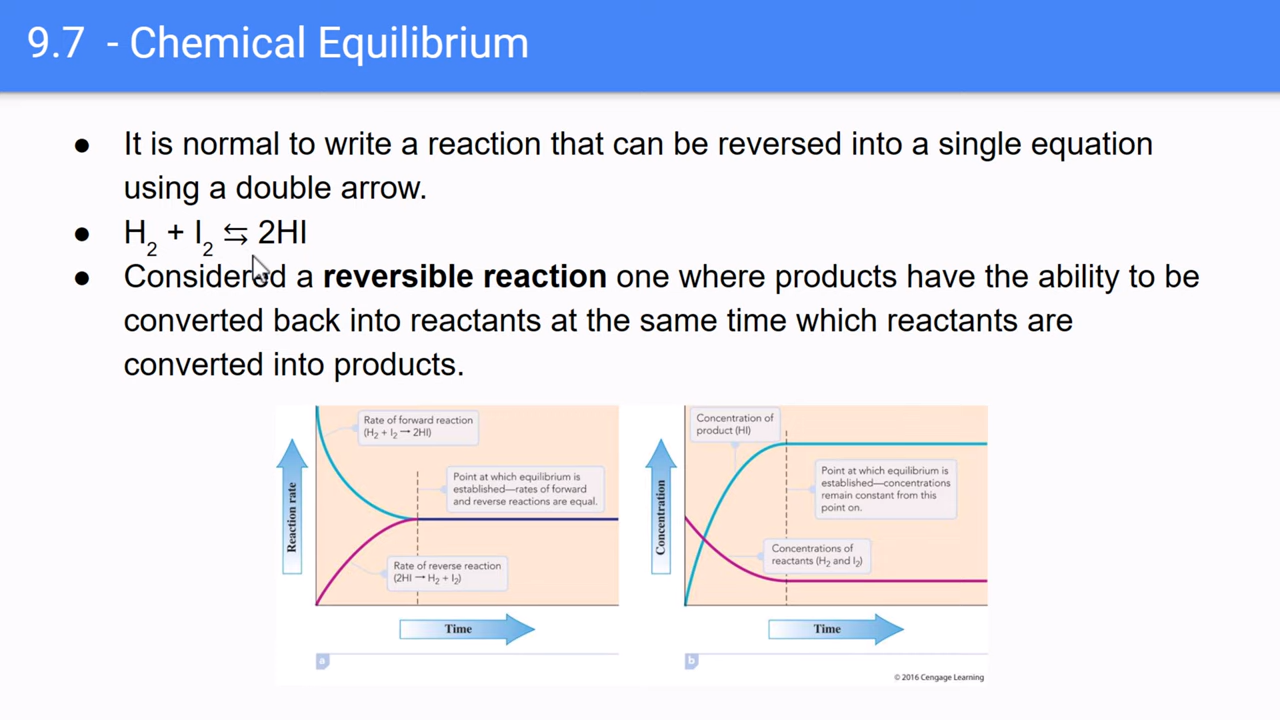 9.7 - Chemical Equilibrium
● It is normal to write a reaction that can be reversed into a single equation
using a double arrow.
● H₂ + I₂ ⇆ 2HI
● Considered a reversible reaction one where products have the ability to be
converted back into reactants at the same time which reactants are
converted into products.
Reaction rate
Rate of forward reaction
(H₂ + I₂ → 2HI)
Point at which equilibrium is
established—rates of forward
and reverse reactions are equal.
Rate of reverse reaction
(2HI → H₂ + I₂)
Time
a
Concentration
Concentration of
product (HI)
Point at which equilibrium is
established—concentrations
remain constant from this
point on.
Concentrations of
reactants (H₂ and I₂)
Time
b
© 2016 Cengage Learning